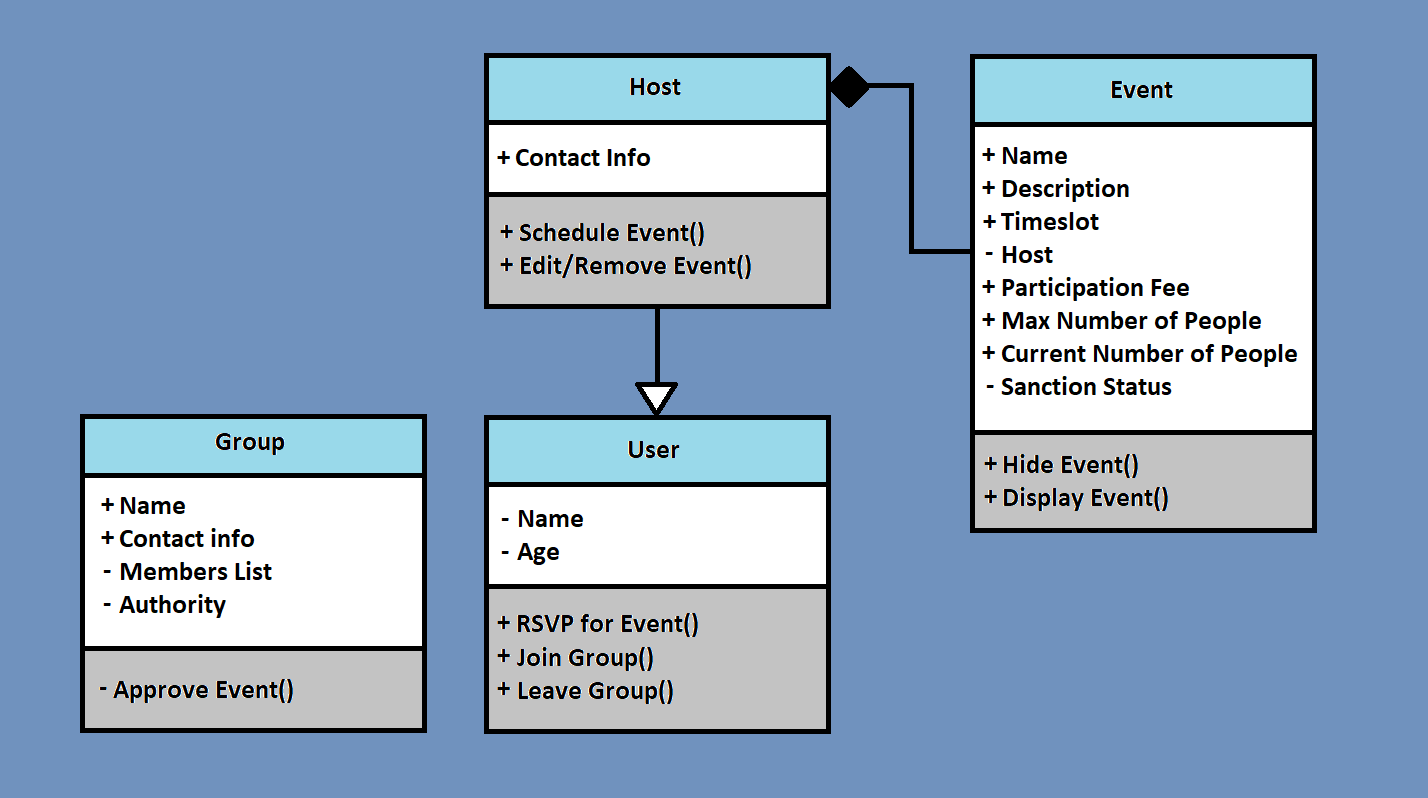 Host
+ Contact Info
+ Schedule Event()
+ Edit/Remove Event()
Event
+ Name
+ Description
+ Timeslot
- Host
+ Participation Fee
+ Max Number of People
+ Current Number of People
- Sanction Status
+ Hide Event()
+ Display Event()
Group
+ Name
+ Contact info
- Members List
- Authority
- Approve Event()
User
- Name
- Age
+ RSVP for Event()
+ Join Group()
+ Leave Group()